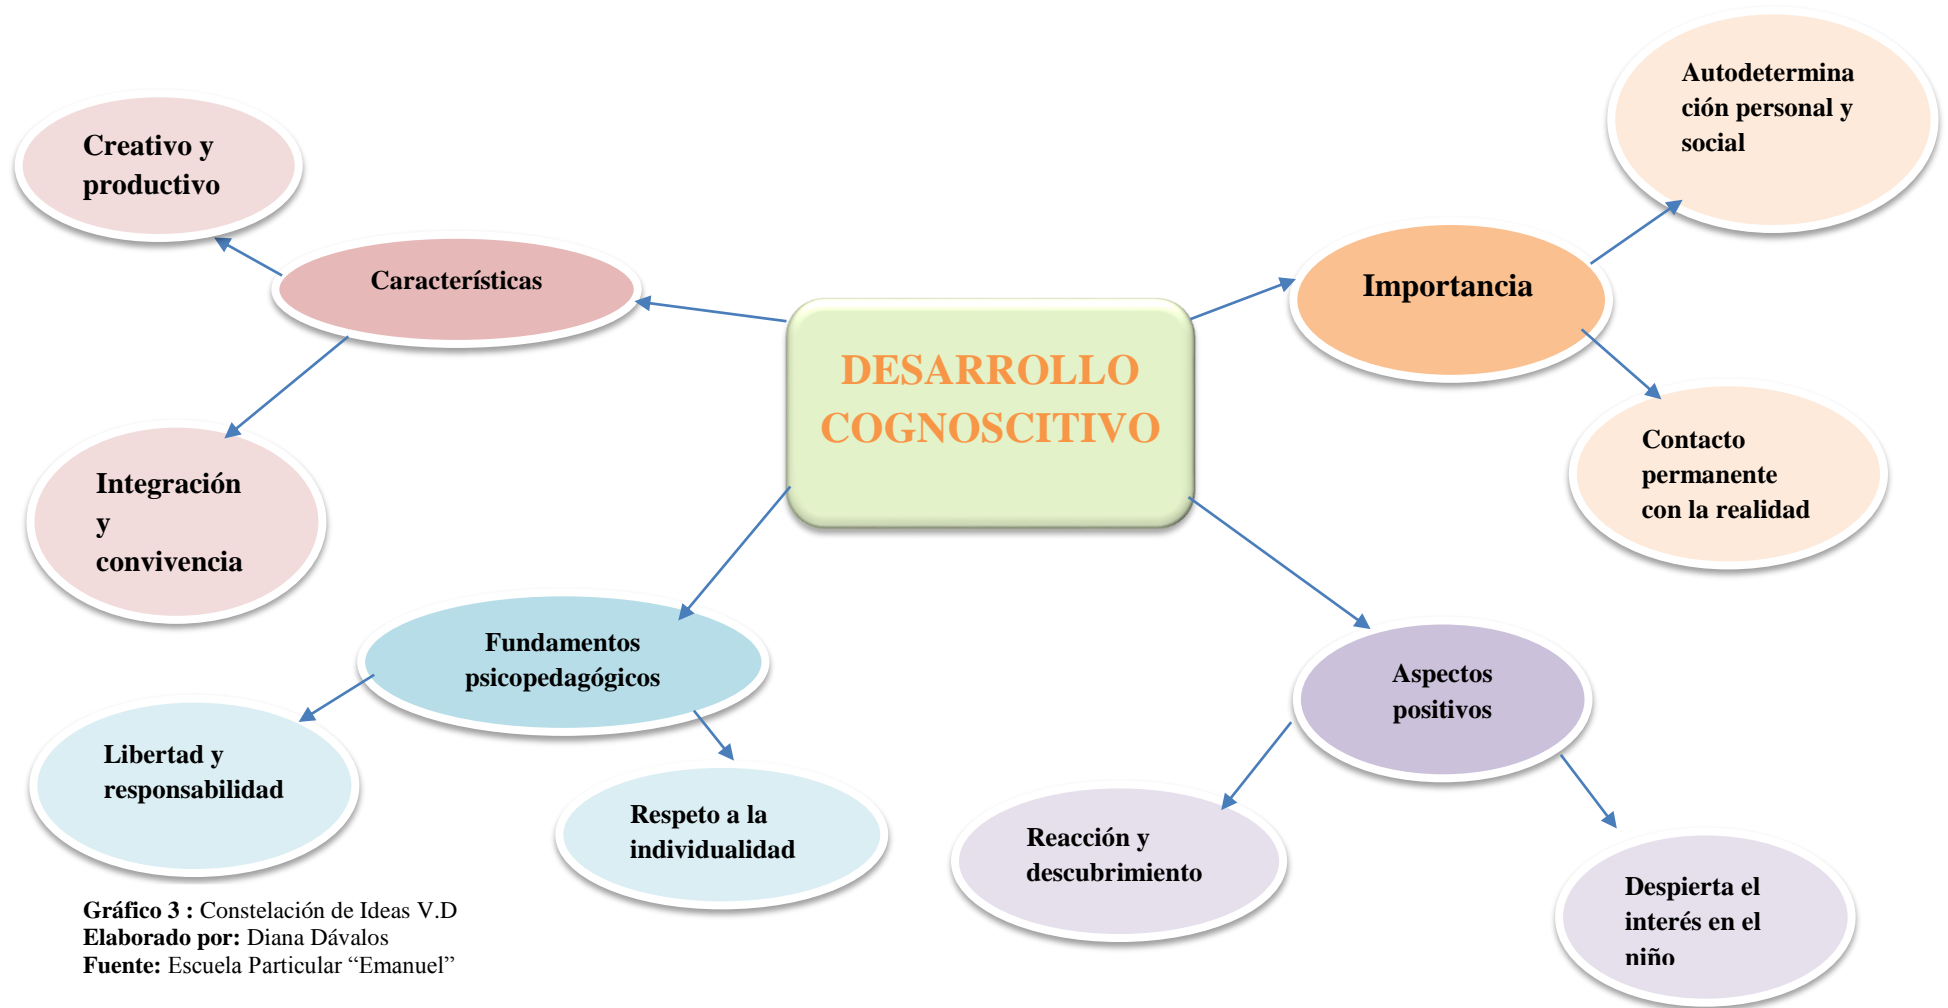 Autodetermina
ción personal y
social
Creativo y
productivo
Características
Importancia
DESARROLLO
COGNOSCITIVO
Contacto
permanente
con la realidad
Integración
y
convivencia
Fundamentos
psicopedagógicos
Aspectos
positivos
Libertad y
responsabilidad
Respeto a la
individualidad
Reacción y
descubrimiento
Despierta el
interés en el
niño
Gráfico 3 : Constelación de Ideas V.D
Elaborado por: Diana Dávalos
Fuente: Escuela Particular “Emanuel”